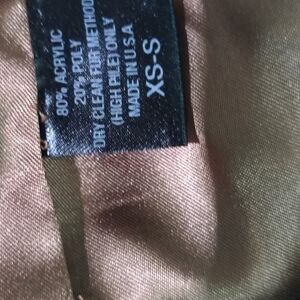 80% ACRYLIC
20% POLY
DRY CLEAN FUR METHOD
(HIGH PILE) ONLY
MADE IN U.S.A
XS-S